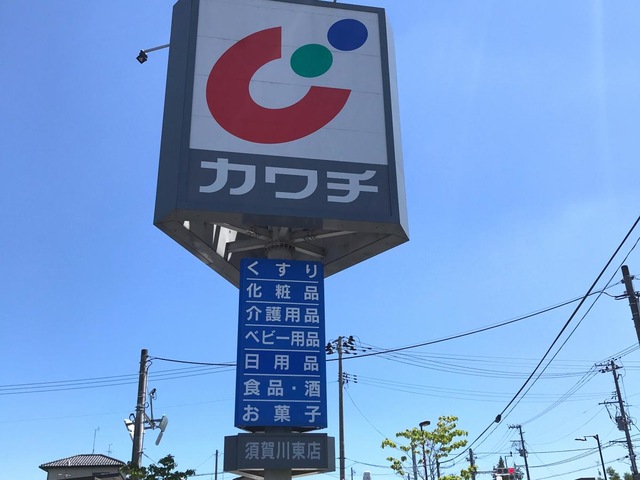 カワチ
くすり
化粧品
介護用品
ベビー用品
日用品
食品・酒
お菓子
須賀川東店